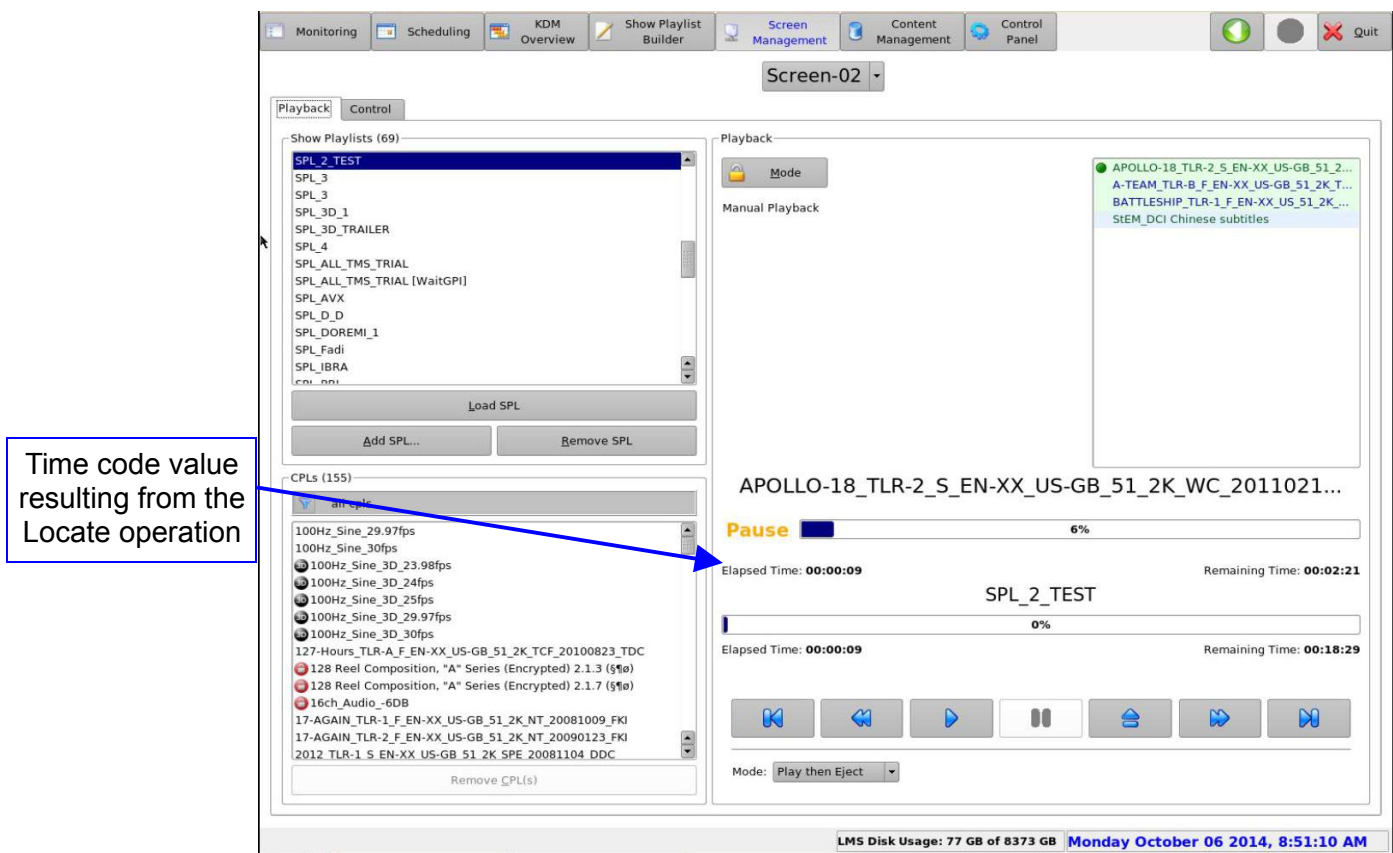 Monitoring
Scheduling
KDM
Overview
Show Playlist
Builder
Screen
Management
Content
Management
Control
Panel
Quit
Screen-02
Playback
Control
Show Playlists (69)
SPL_2_TEST
SPL_3
SPL_3
SPL_3D_1
SPL_3D_TRAILER
SPL_4
SPL_ALL_TMS_TRIAL
SPL_ALL_TMS_TRIAL [WaitGPI]
SPL_AVX
SPL_D_D
SPL_DOREMI_1
SPL_Fadi
SPL_IBRA
Load SPL
Add SPL...
Remove SPL
Time code value
resulting from the
Locate operation
CPLs (155)
all cpls
100Hz_Sine_29.97fps
100Hz_Sine_30fps
3D 100Hz_Sine_3D_23.98fps
3D 100Hz_Sine_3D_24fps
3D 100Hz_Sine_3D_25fps
3D 100Hz_Sine_3D_29.97fps
3D 100Hz_Sine_3D_30fps
127-Hours_TLR-A_F_EN-XX_US-GB_51_2K_TCF_20100823_TDC
128 Reel Composition, "A" Series (Encrypted) 2.1.3 (§¶ø)
128 Reel Composition, "A" Series (Encrypted) 2.1.7 (§¶ø)
16ch_Audio_-6DB
17-AGAIN_TLR-1_F_EN-XX_US-GB_51_2K_NT_20081009_FKI
17-AGAIN_TLR-2_F_EN-XX_US-GB_51_2K_NT_20090123_FKI
2012_TLR-1_S_EN-XX_US-GB_51_2K_SPE_20081104_DDC
Remove CPL(s)
Playback
Mode
Manual Playback
APOLLO-18_TLR-2_S_EN-XX_US-GB_51_2...
A-TEAM_TLR-B_F_EN-XX_US-GB_51_2K_T...
BATTLESHIP_TLR-1_F_EN-XX_US_51_2K_...
StEM_DCI Chinese subtitles
APOLLO-18_TLR-2_S_EN-XX_US-GB_51_2K_WC_2011021...
Pause 6%
Elapsed Time: 00:00:09 Remaining Time: 00:02:21
SPL_2_TEST
0%
Elapsed Time: 00:00:09 Remaining Time: 00:18:29
Mode: Play then Eject
LMS Disk Usage: 77 GB of 8373 GB
Monday October 06 2014, 8:51:10 AM